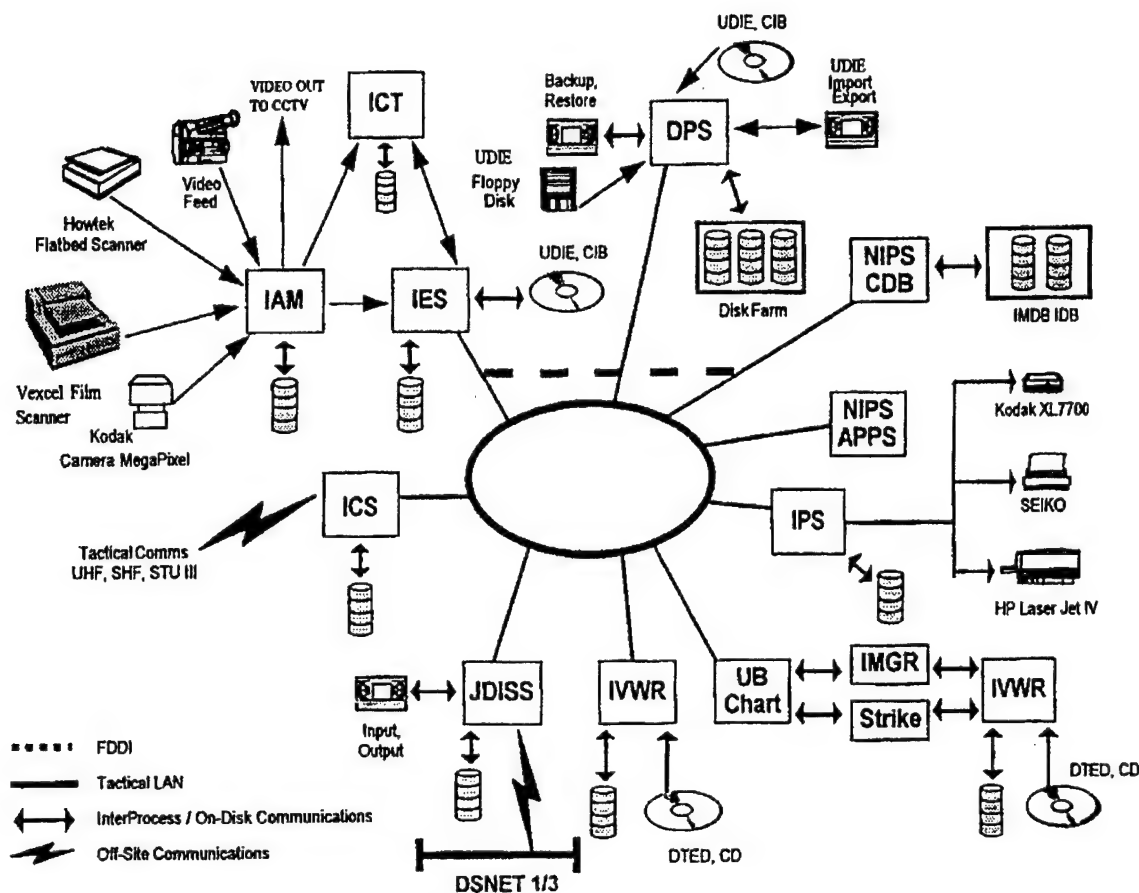 UDIE, CIB
VIDEO OUT
TO CCTV
ICT
Backup,
Restore
DPS
UDIE
Import
Export
Video
Feed
UDIE
Floppy
Disk
Howtek
Flatbed Scanner
UDIE, CIB
NIPS
CDB
IAM
IES
Disk Farm
IMDB IDB
Vexcel Film
Scanner
Kodak
Camera MegaPixel
NIPS
APPS
Kodak XL7700
ICS
IPS
SEIKO
Tactical Comms
UHF, SHF, STU III
HP Laser Jet IV
JDISS
IVWR
UB
Chart
IMGR
Strike
IVWR
Input,
Output
FDDI
Tactical LAN
InterProcess / On-Disk Communications
Off-Site Communications
DTED, CD
DTED, CD
DSNET 1/3